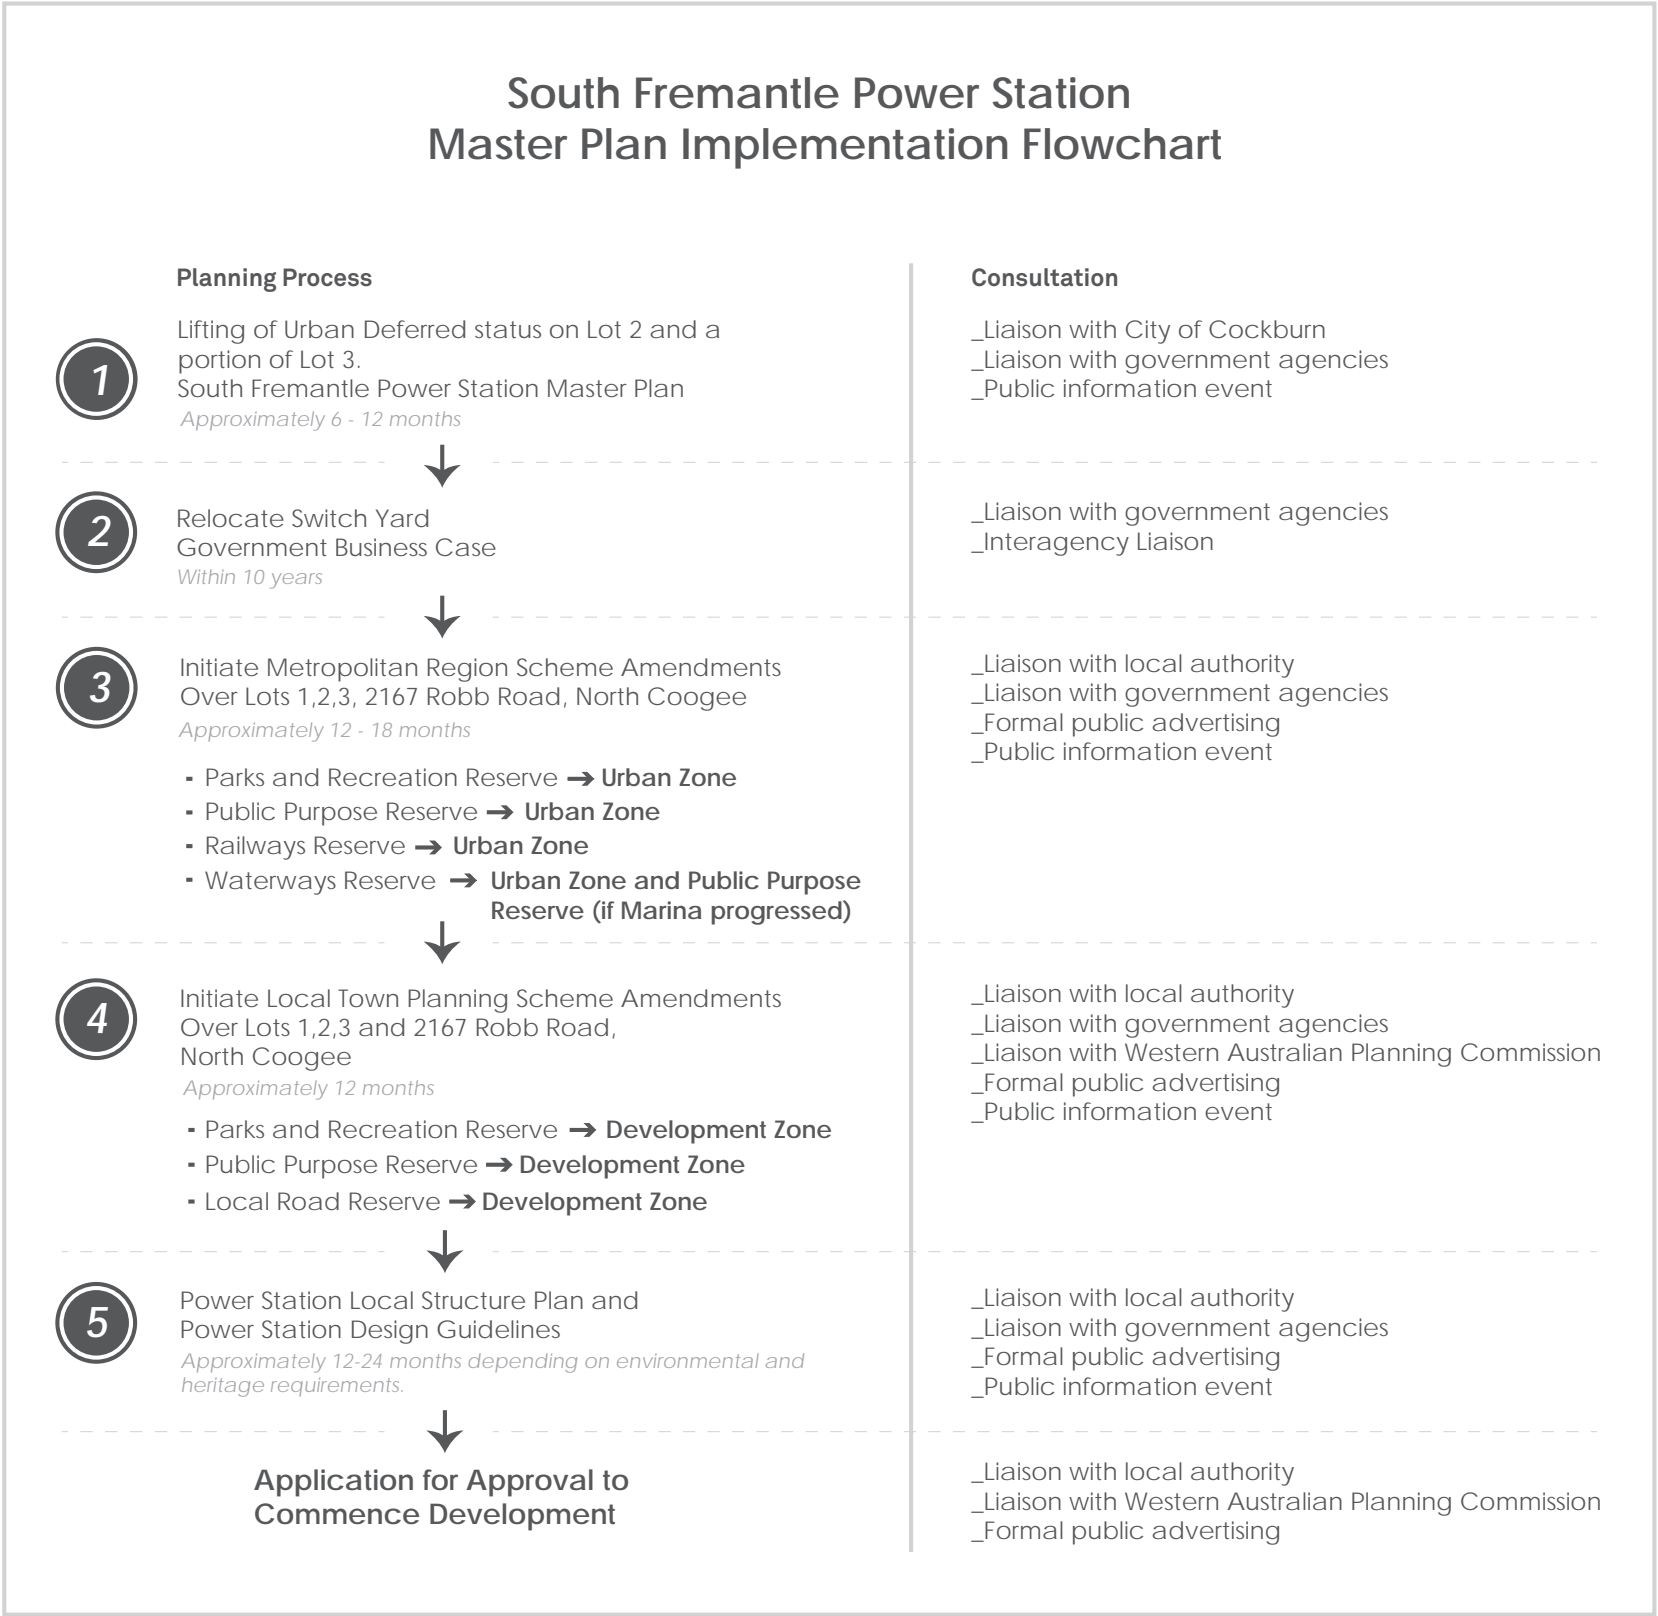 South Fremantle Power Station
Master Plan Implementation Flowchart
Planning Process
Consultation
1
Lifting of Urban Deferred status on Lot 2 and a
portion of Lot 3.
South Fremantle Power Station Master Plan
Approximately 6 - 12 months
_Liaison with City of Cockburn
_Liaison with government agencies
_Public information event
2
Relocate Switch Yard
Government Business Case
Within 10 years
_Liaison with government agencies
_Interagency Liaison
3
Initiate Metropolitan Region Scheme Amendments
Over Lots 1,2,3, 2167 Robb Road, North Coogee
Approximately 12 - 18 months
- Parks and Recreation Reserve → Urban Zone
- Public Purpose Reserve → Urban Zone
- Railways Reserve → Urban Zone
- Waterways Reserve → Urban Zone and Public Purpose
Reserve (if Marina progressed)
_Liaison with local authority
_Liaison with government agencies
_Formal public advertising
_Public information event
4
Initiate Local Town Planning Scheme Amendments
Over Lots 1,2,3 and 2167 Robb Road,
North Coogee
Approximately 12 months
- Parks and Recreation Reserve → Development Zone
- Public Purpose Reserve → Development Zone
- Local Road Reserve → Development Zone
_Liaison with local authority
_Liaison with government agencies
_Liaison with Western Australian Planning Commission
_Formal public advertising
_Public information event
5
Power Station Local Structure Plan and
Power Station Design Guidelines
Approximately 12-24 months depending on environmental and
heritage requirements.
_Liaison with local authority
_Liaison with government agencies
_Formal public advertising
_Public information event
Application for Approval to
Commence Development
_Liaison with local authority
_Liaison with Western Australian Planning Commission
_Formal public advertising